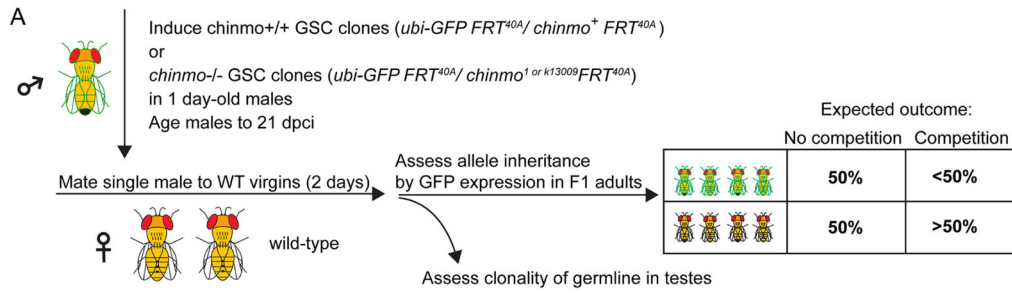 A
Induce chinmo+/+ GSC clones (ubi-GFP FRT40A/ chinmo+ FRT40A)
or
chinmo-/- GSC clones (ubi-GFP FRT40A/ chinmo1 or k13009FRT40A)
in 1 day-old males
Age males to 21 dpci
♂
Mate single male to WT virgins (2 days)
♀
wild-type
Assess allele inheritance
by GFP expression in F1 adults
Assess clonality of germline in testes
Expected outcome:
No competition Competition
50% <50%
50% >50%